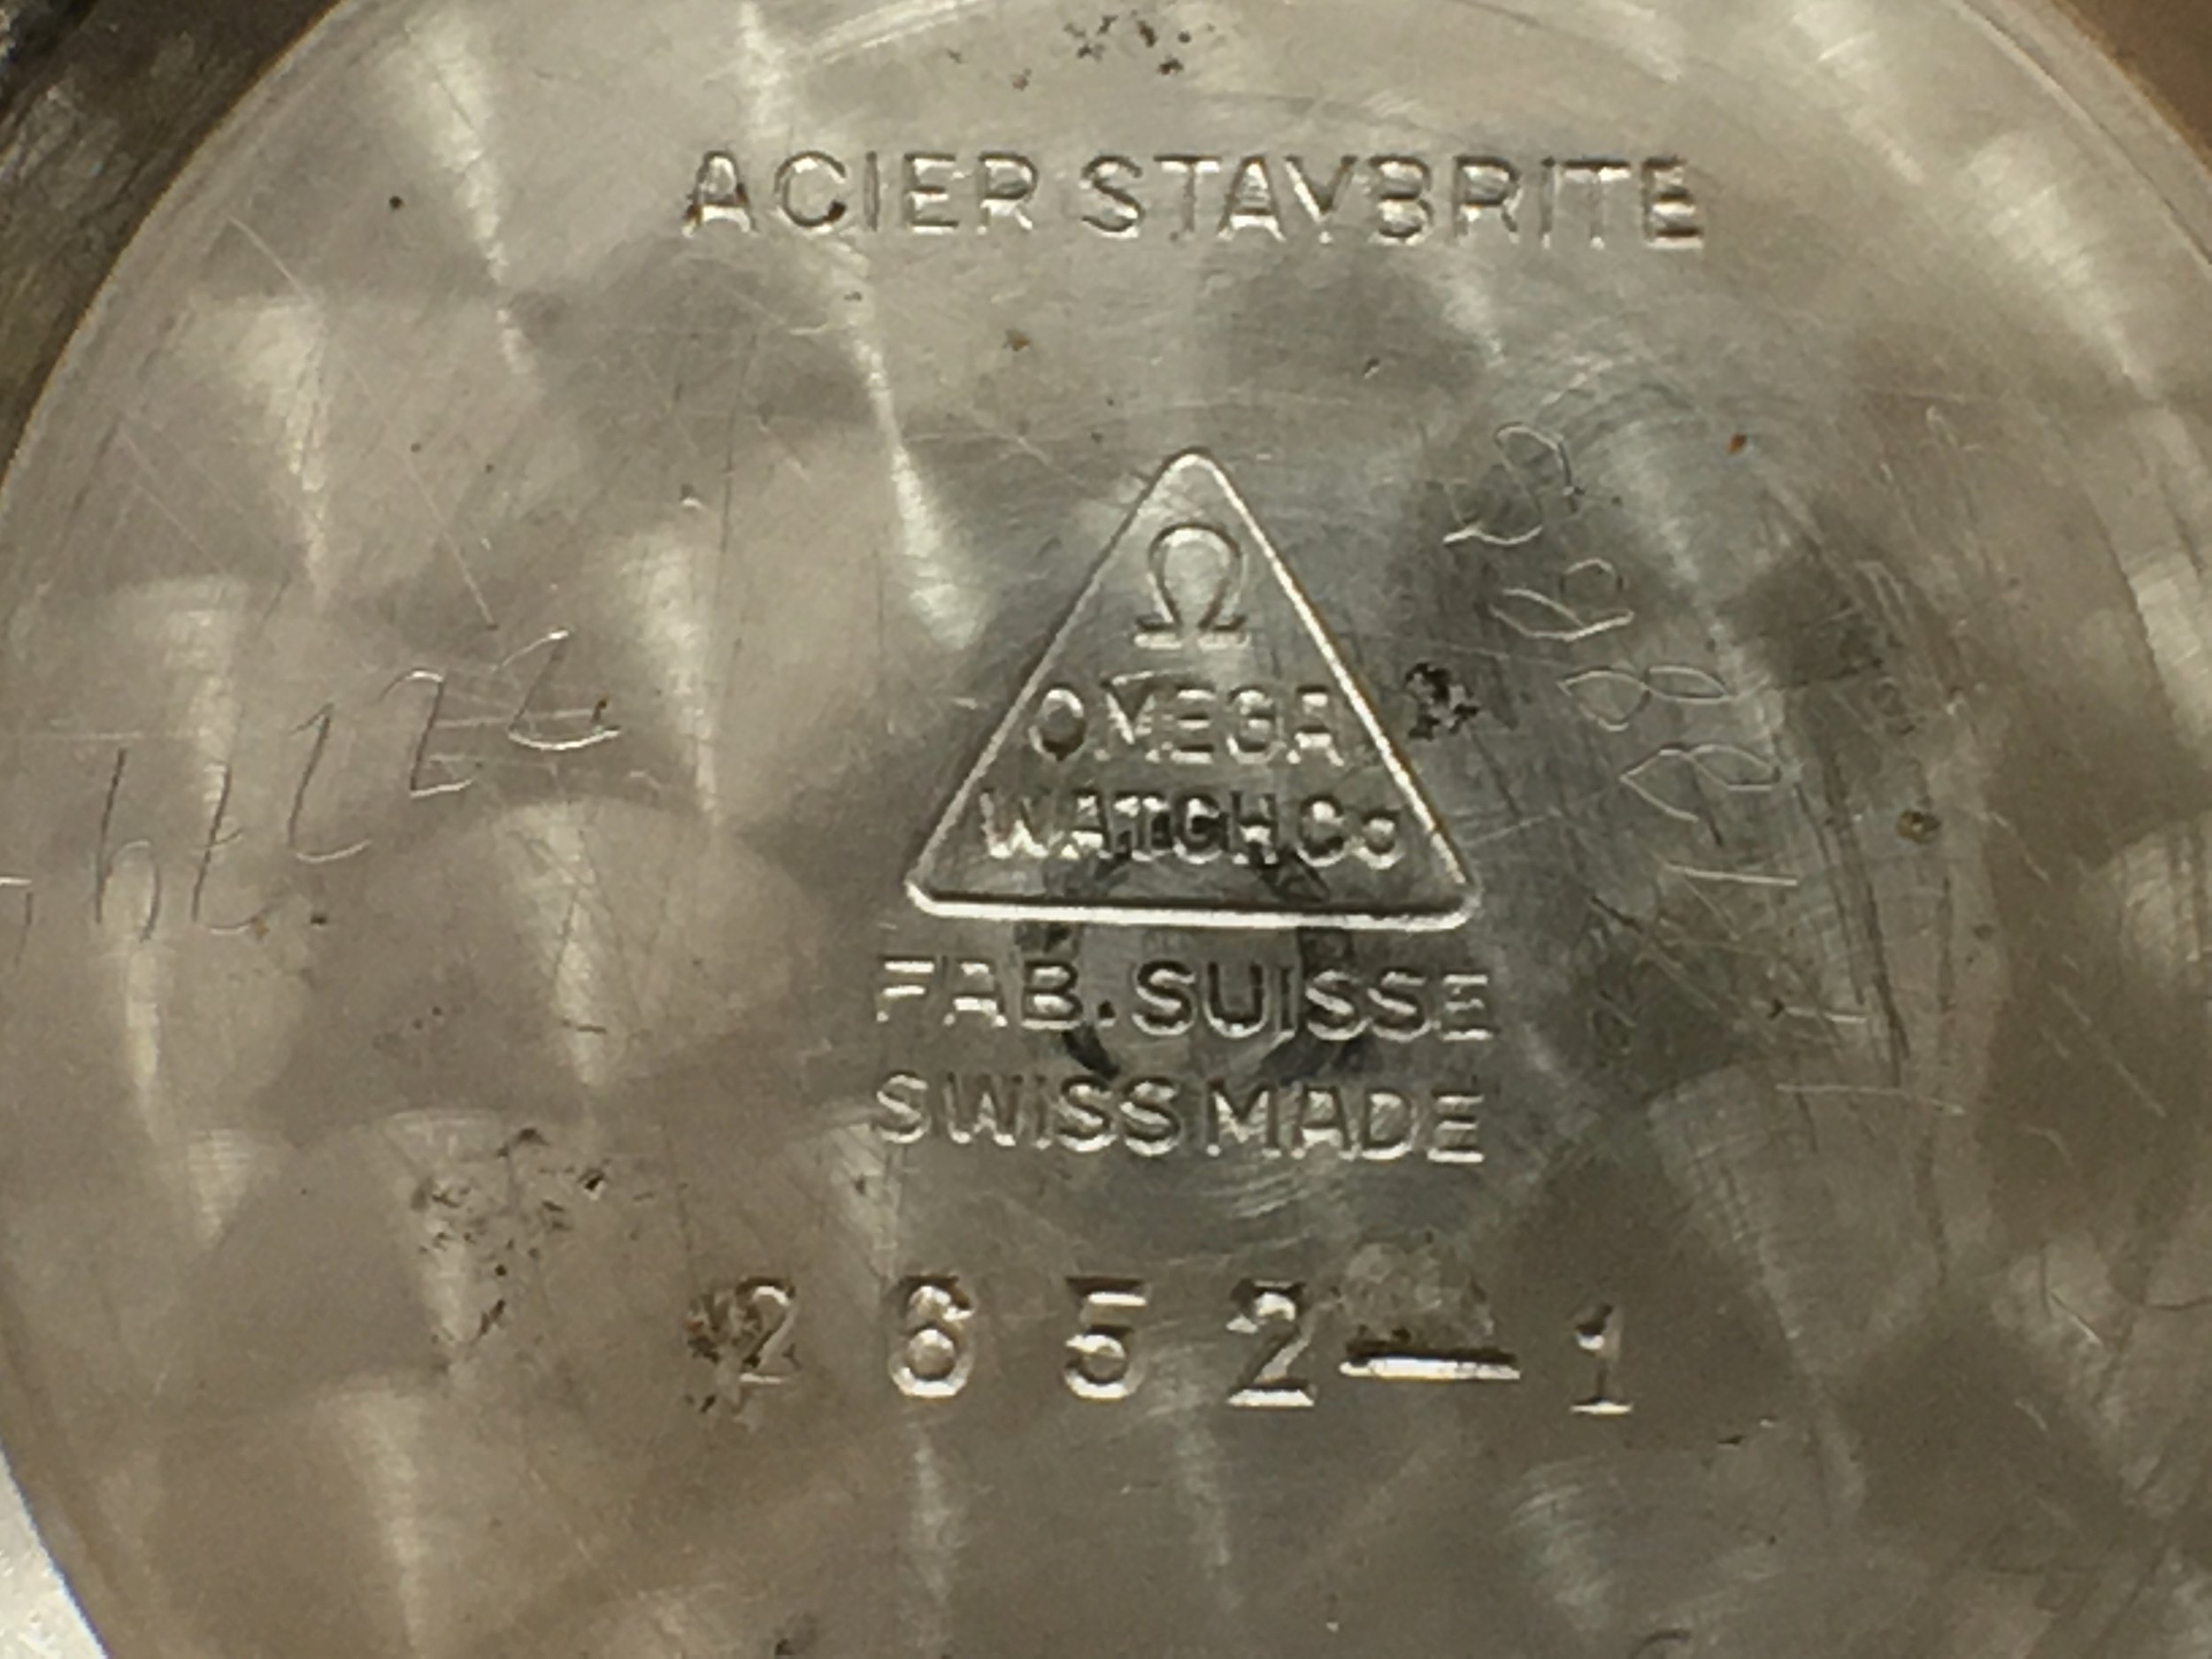 ACIER STAYBRITE
Ω
OMEGA
WATCH Co
FAB. SUISSE
SWISS MADE
2652-1